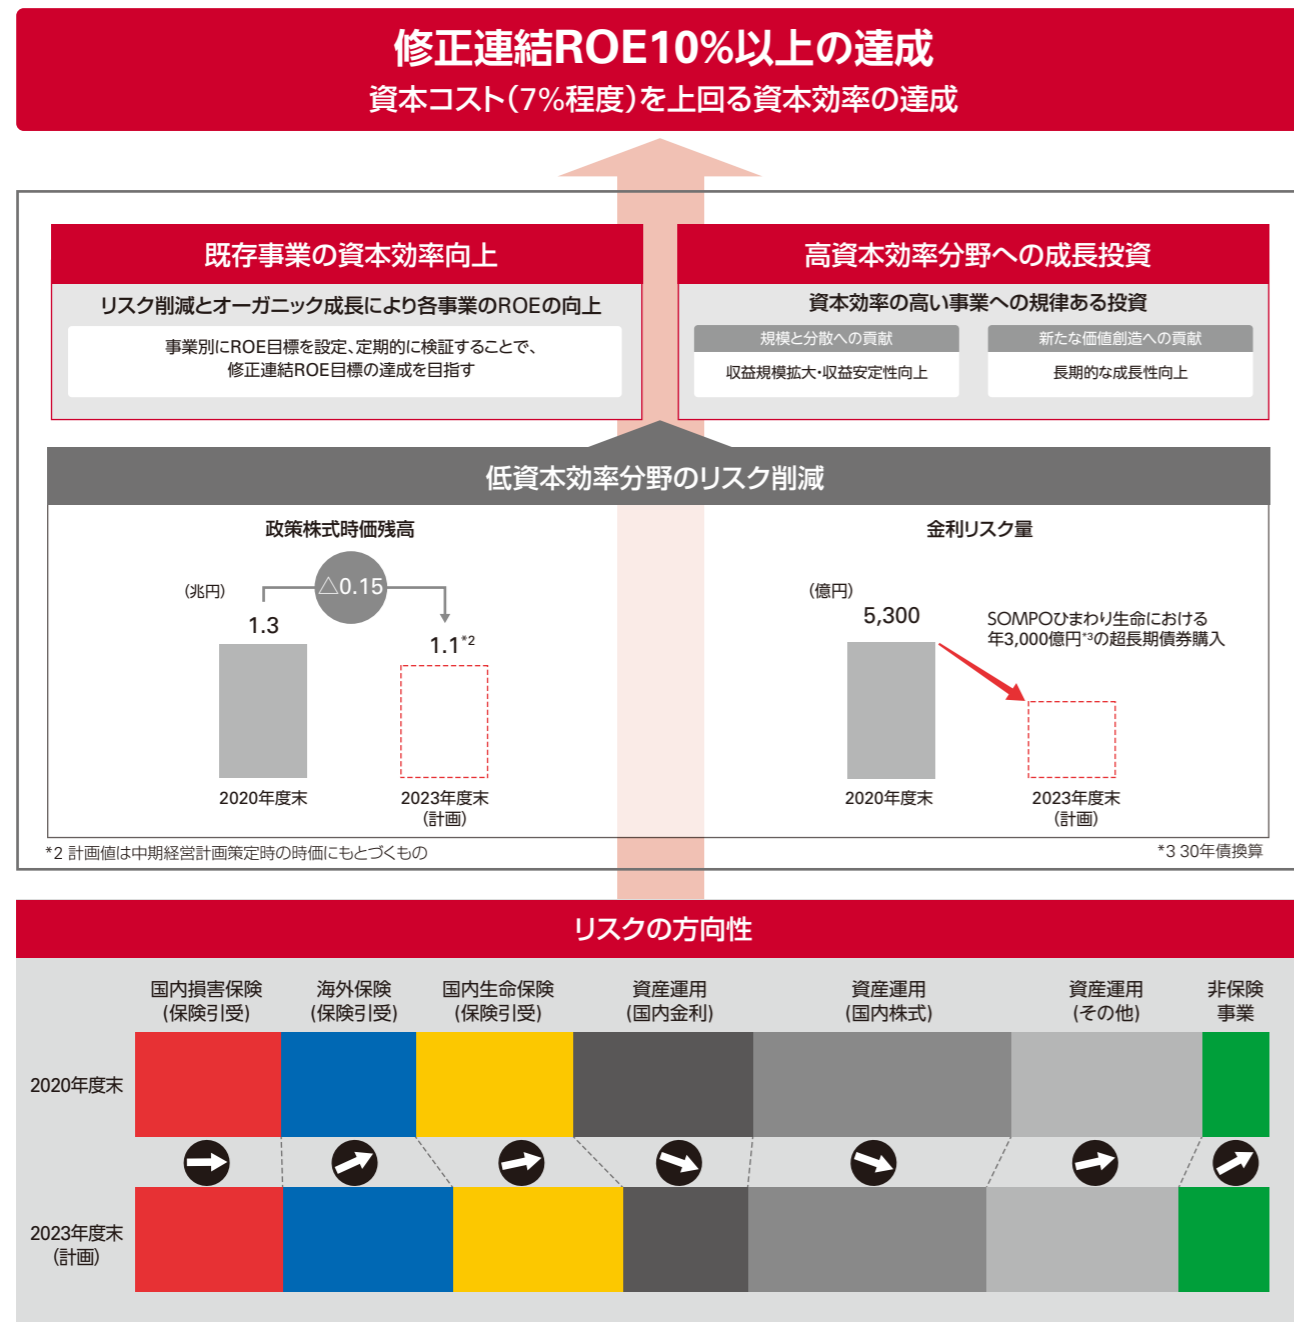 修正連結ROE10%以上の達成
資本コスト(7%程度)を上回る資本効率の達成
既存事業の資本効率向上
リスク削減とオーガニック成長により各事業のROEの向上
事業別にROE目標を設定、定期的に検証することで、
修正連結ROE目標の達成を目指す
高資本効率分野への成長投資
資本効率の高い事業への規律ある投資
規模と分散への貢献
収益規模拡大・収益安定性向上
新たな価値創造への貢献
長期的な成長性向上
低資本効率分野のリスク削減
政策株式時価残高
(兆円)
△0.15
1.3
1.1*2
2020年度末
2023年度末
(計画)
金利リスク量
(億円)
5,300
SOMPOひまわり生命における
年3,000億円*3の超長期債券購入
2020年度末
2023年度末
(計画)
*2 計画値は中期経営計画策定時の時価にもとづくもの
*3 30年債換算
リスクの方向性
国内損害保険
(保険引受)
海外保険
(保険引受)
国内生命保険
(保険引受)
資産運用
(国内金利)
資産運用
(国内株式)
資産運用
(その他)
非保険
事業
2020年度末
2023年度末
(計画)